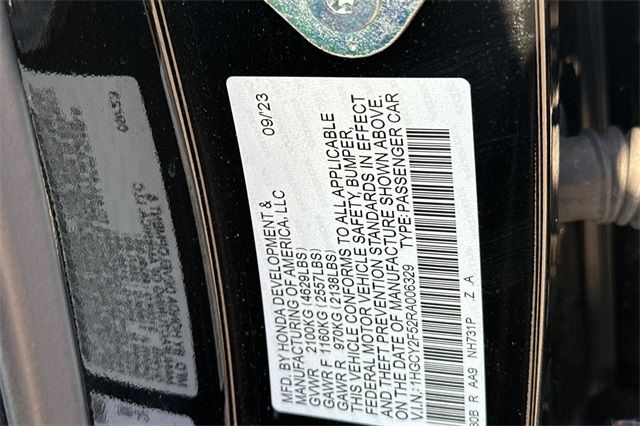 MFD. BY HONDA DEVELOPMENT &
MANUFACTURING OF AMERICA, LLC 09/23
GVWR 2100KG (4629LBS)
GAWR F 1160KG (2557LBS)
GAWR R 970KG (2138LBS)
THIS VEHICLE CONFORMS TO ALL APPLICABLE
FEDERAL MOTOR VEHICLE SAFETY, BUMPER,
AND THEFT PREVENTION STANDARDS IN EFFECT
ON THE DATE OF MANUFACTURE SHOWN ABOVE.
V.I.N.: 1HGCY2F52RA006329 TYPE: PASSENGER CAR
30B R AA9 NH731P Z A